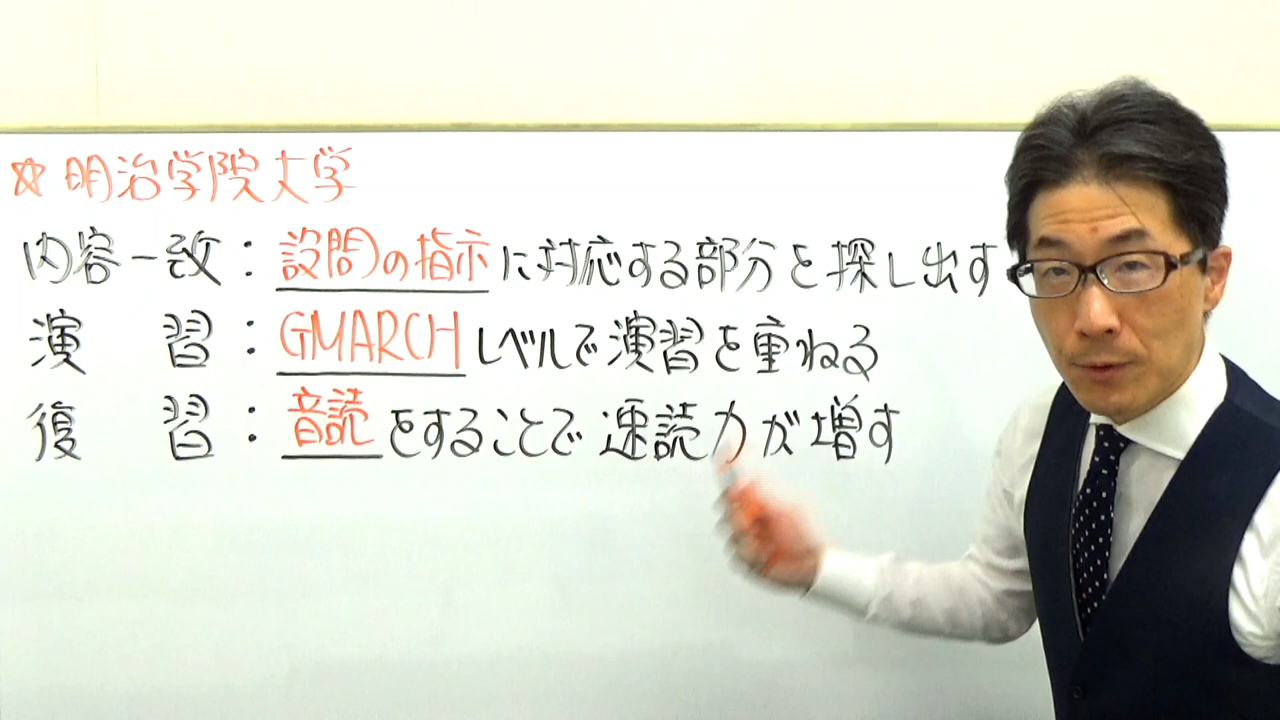 ☆明治学院大学
内容一致：設問の指示に対応する部分を探し出す
演　習：GMARCHレベルで演習を重ねる
復　習：音読をすることで速読力が増す